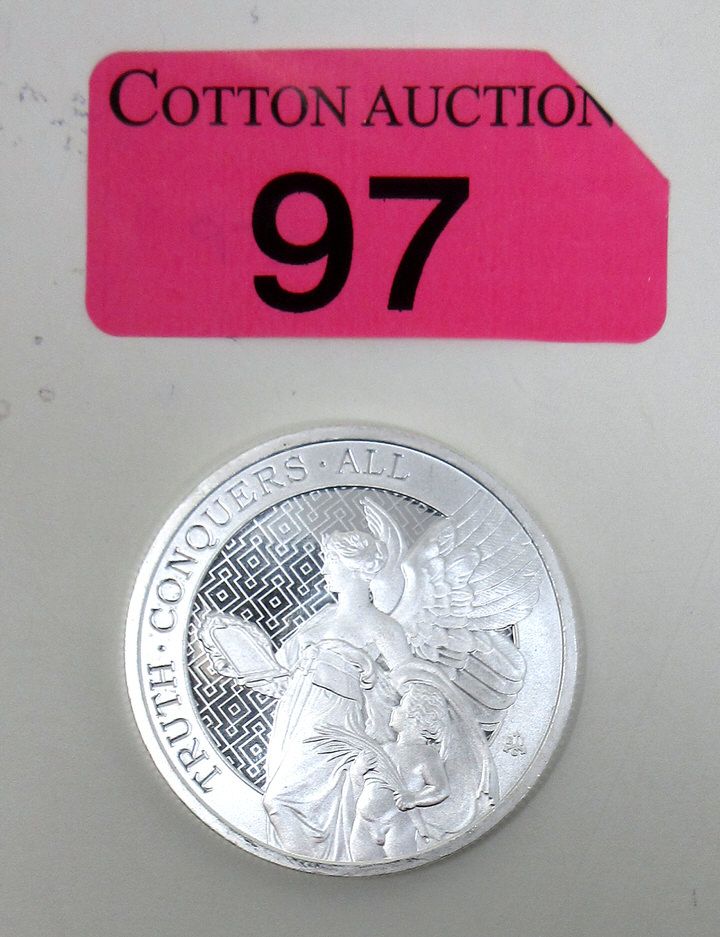 COTTON AUCTION
97
TRUTH · CONQUERS · ALL